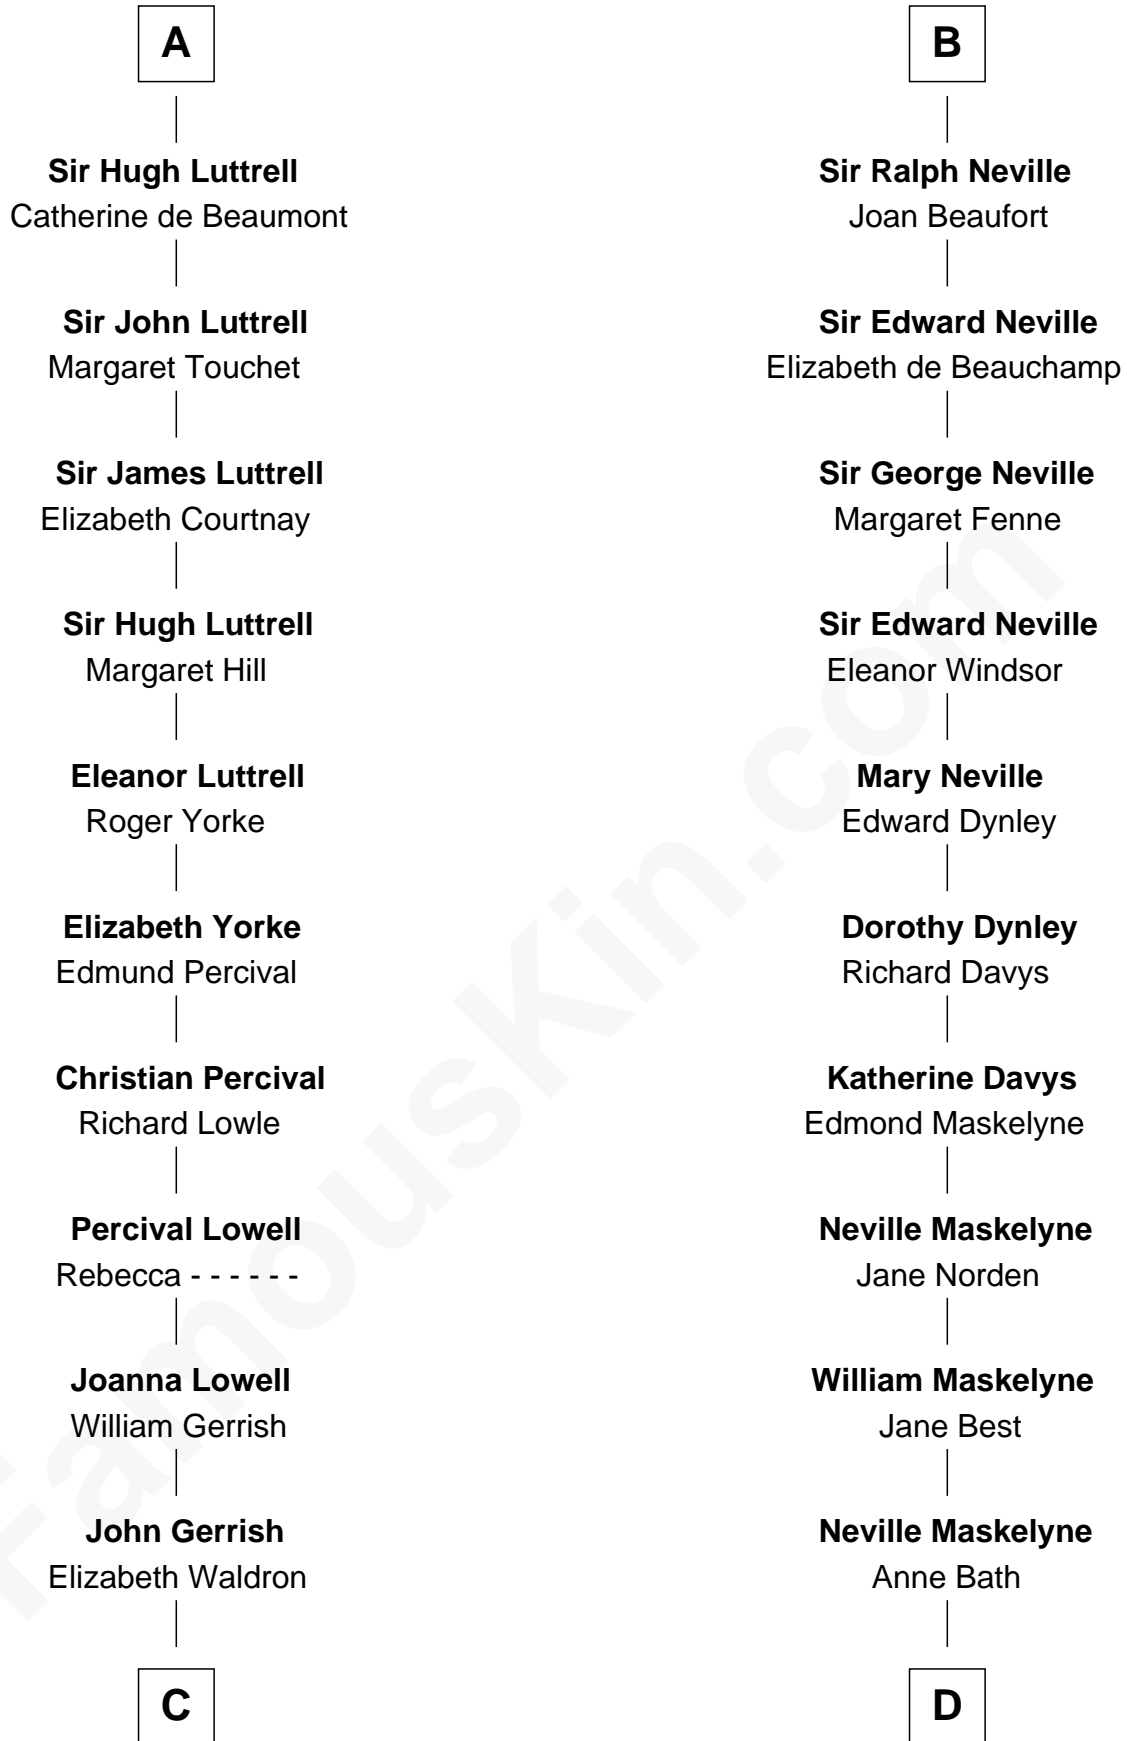 A
Sir Hugh Luttrell
Catherine de Beaumont
Sir John Luttrell
Margaret Touchet
Sir James Luttrell
Elizabeth Courtnay
Sir Hugh Luttrell
Margaret Hill
Eleanor Luttrell
Roger Yorke
Elizabeth Yorke
Edmund Percival
Christian Percival
Richard Lowle
Percival Lowell
Rebecca - - - - - -
Joanna Lowell
William Gerrish
John Gerrish
Elizabeth Waldron
C
B
Sir Ralph Neville
Joan Beaufort
Sir Edward Neville
Elizabeth de Beauchamp
Sir George Neville
Margaret Fenne
Sir Edward Neville
Eleanor Windsor
Mary Neville
Edward Dynley
Dorothy Dynley
Richard Davys
Katherine Davys
Edmond Maskelyne
Neville Maskelyne
Jane Norden
William Maskelyne
Jane Best
Neville Maskelyne
Anne Bath
D
FamousKin.com